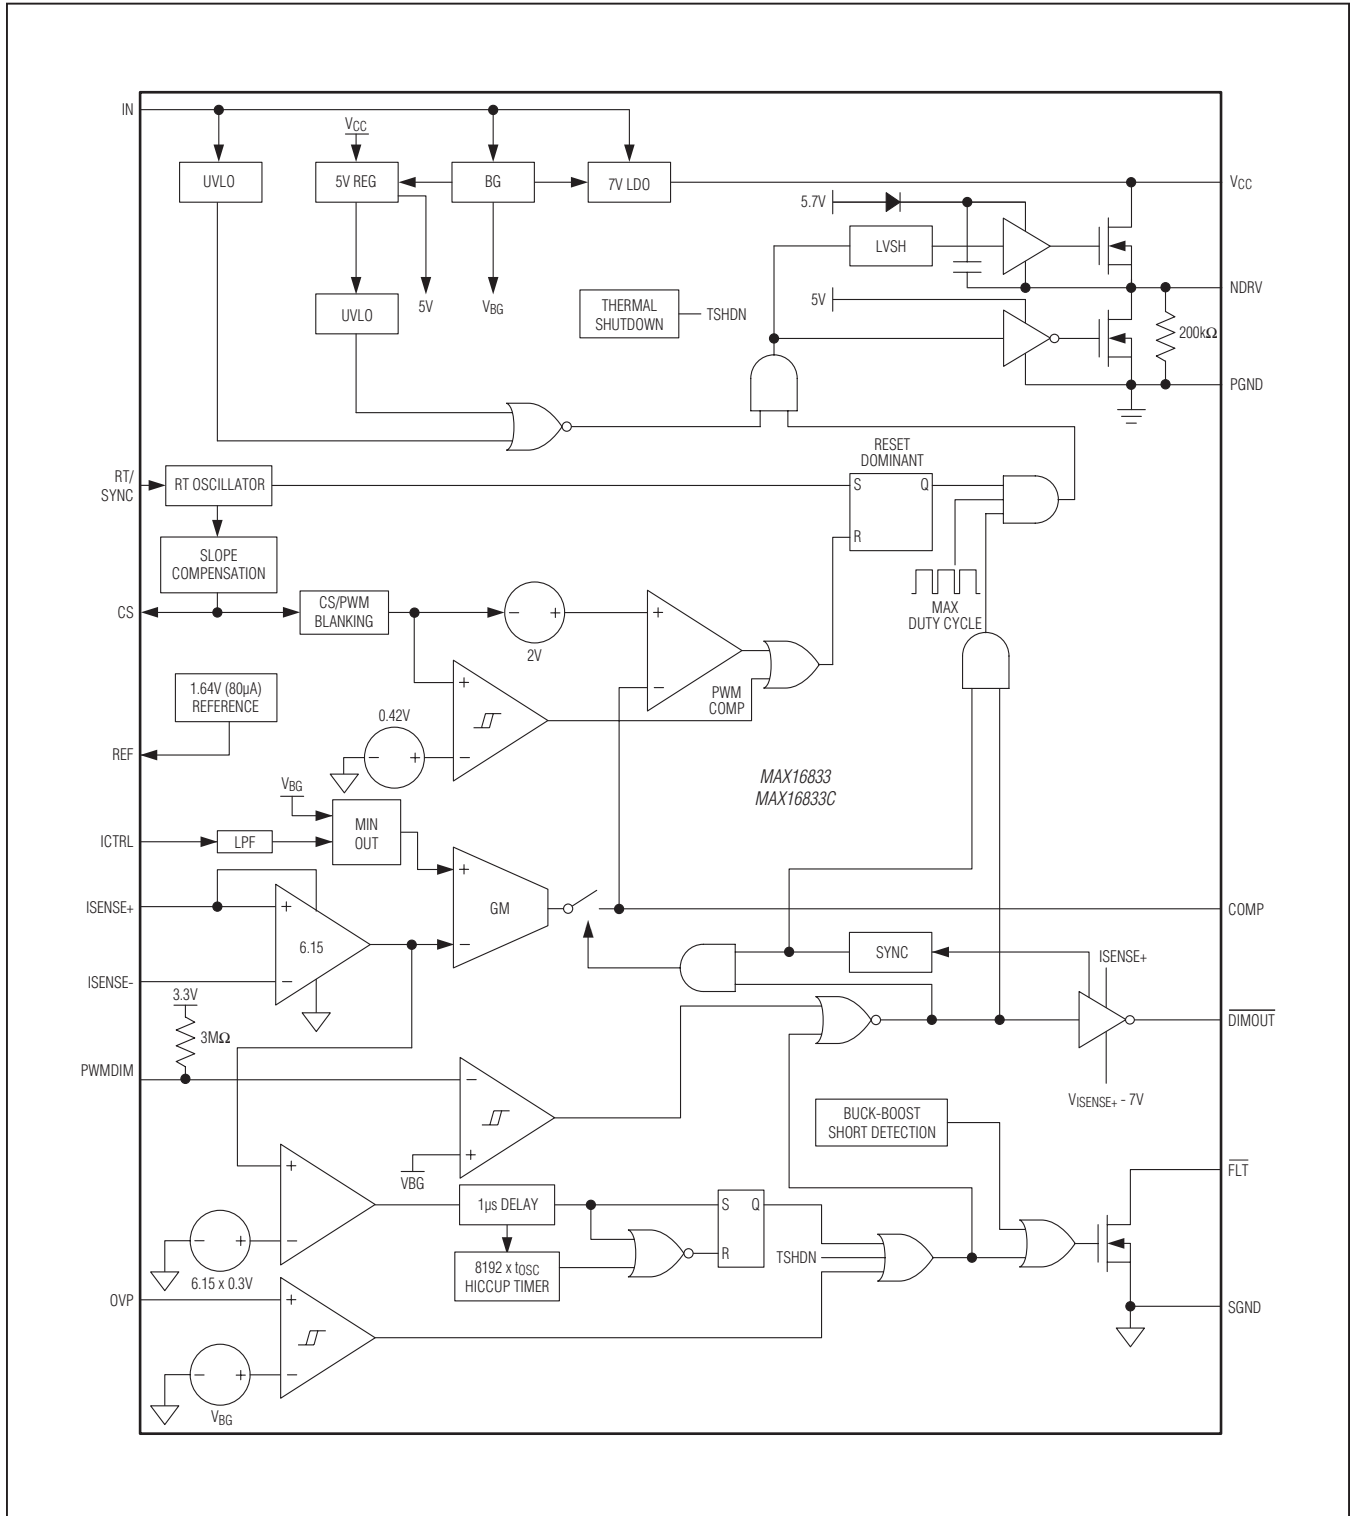 IN
VCC
UVLO
5V REG
BG
7V LDO
VCC
5.7V
LVSH
5V
VBG
THERMAL
SHUTDOWN
TSHDN
5V
NDRV
UVLO
200kΩ
PGND
RT/
SYNC
RT OSCILLATOR
RESET
DOMINANT
S
Q
R
SLOPE
COMPENSATION
CS
CS/PWM
BLANKING
−
+
2V
+
−
PWM
COMP
MAX
DUTY CYCLE
1.64V (80µA)
REFERENCE
REF
0.42V
−
+
+
−
MAX16833
MAX16833C
VBG
MIN
OUT
ICTRL
LPF
+
−
GM
ISENSE+
+
6.15
−
ISENSE-
COMP
SYNC
ISENSE+
3.3V
3MΩ
DIMOUT
PWMDIM
−
+
VBG
VISENSE+ - 7V
BUCK-BOOST
SHORT DETECTION
FLT
+
−
1µs DELAY
S
Q
R
TSHDN
8192 x tOSC
HICCUP TIMER
−
+
6.15 x 0.3V
OVP
+
−
SGND
−
+
VBG